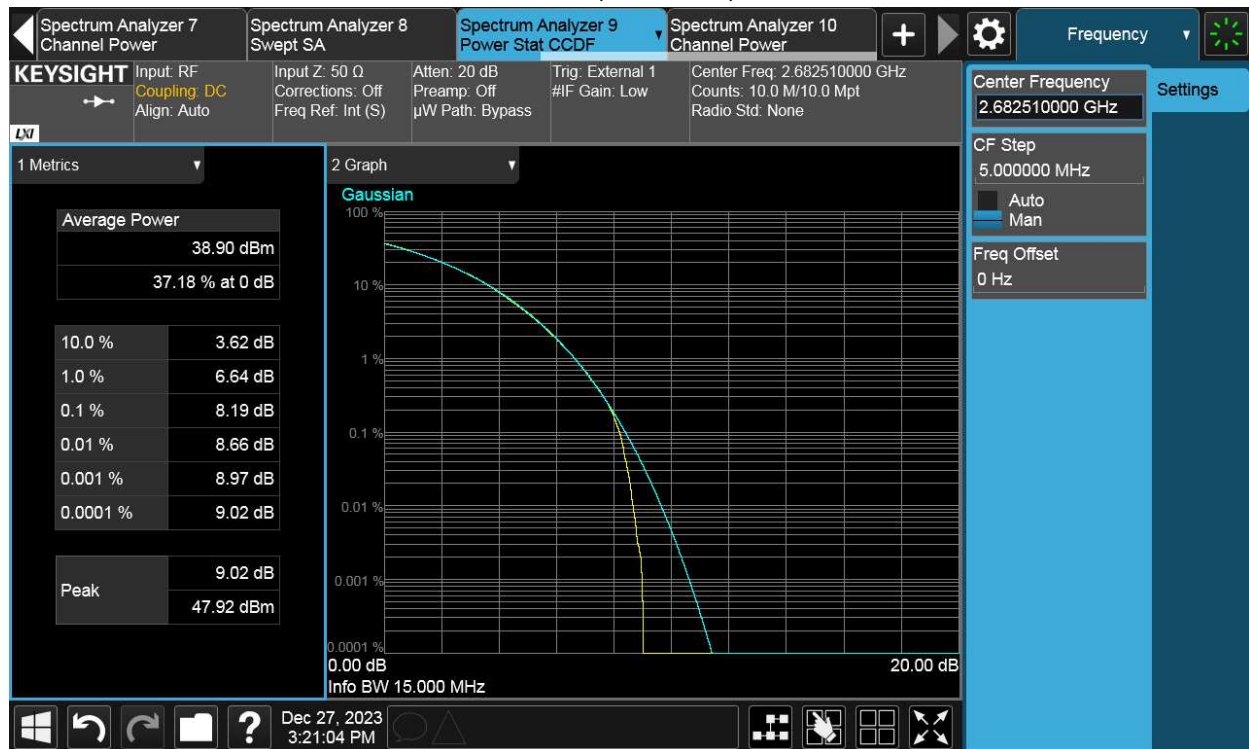 Spectrum Analyzer 7
Channel Power
Spectrum Analyzer 8
Swept SA
Spectrum Analyzer 9
Power Stat CCDF
Spectrum Analyzer 10
Channel Power
Frequency
KEYSIGHT
LXI
Input: RF
Coupling: DC
Align: Auto
Input Z: 50 Ω
Corrections: Off
Freq Ref: Int (S)
Atten: 20 dB
Preamp: Off
µW Path: Bypass
Trig: External 1
#IF Gain: Low
Center Freq: 2.682510000 GHz
Counts: 10.0 M/10.0 Mpt
Radio Std: None
Center Frequency
2.682510000 GHz
Settings
CF Step
5.000000 MHz
Auto
Man
Freq Offset
0 Hz
1 Metrics
Average Power
38.90 dBm
37.18 % at 0 dB
10.0 % 3.62 dB
1.0 % 6.64 dB
0.1 % 8.19 dB
0.01 % 8.66 dB
0.001 % 8.97 dB
0.0001 % 9.02 dB
Peak
9.02 dB
47.92 dBm
2 Graph
Gaussian
100 %
10 %
1 %
0.1 %
0.01 %
0.001 %
0.0001 %
0.00 dB 20.00 dB
Info BW 15.000 MHz
?
Dec 27, 2023
3:21:04 PM